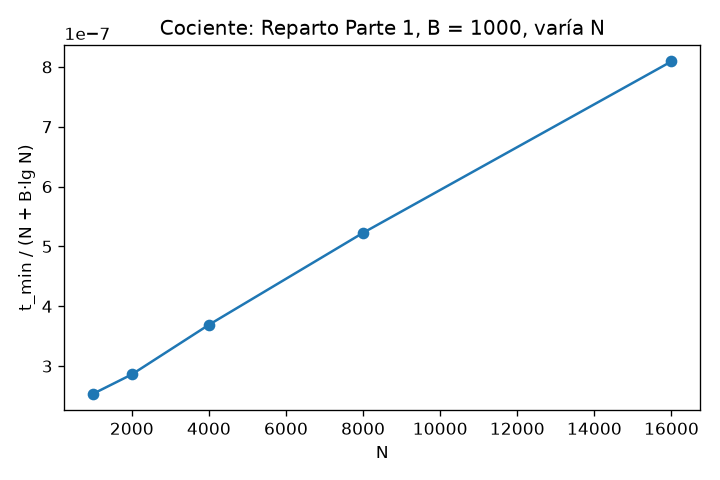 Cociente: Reparto Parte 1, B = 1000, varía N
1e−7
8
7
6
5
4
3
t_min / (N + B·lg N)
2000 4000 6000 8000 10000 12000 14000 16000
N